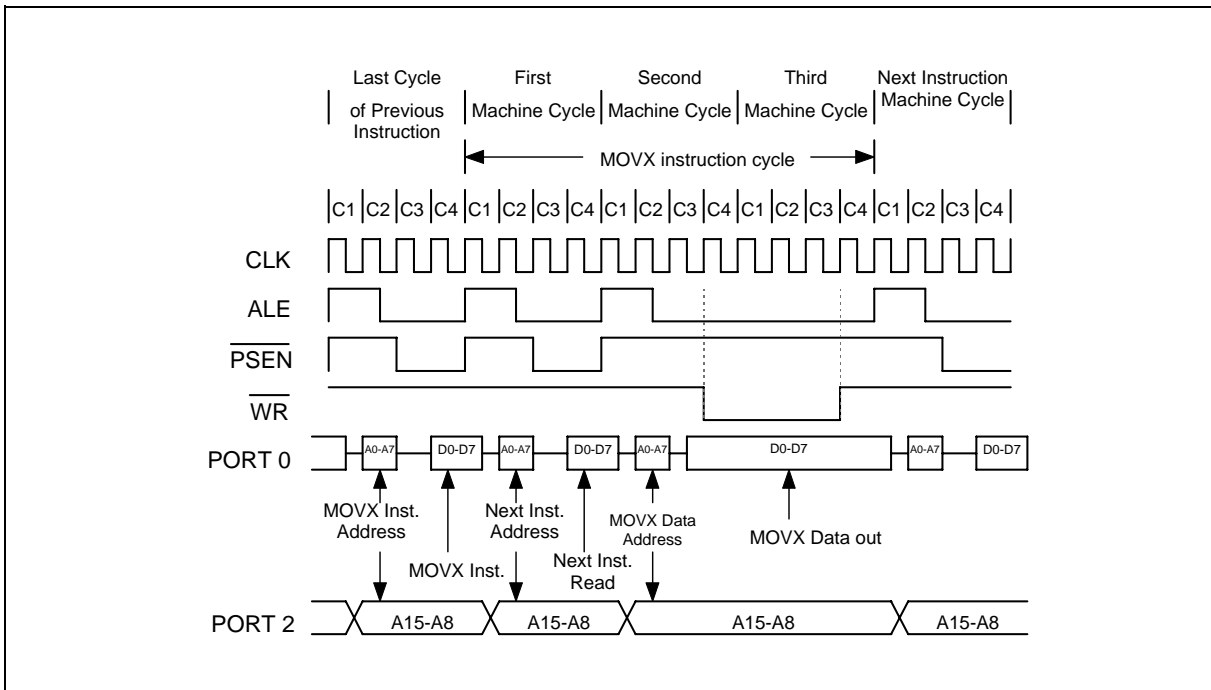 Last Cycle
of Previous
Instruction
First
Machine Cycle
Second
Machine Cycle
Third
Machine Cycle
Next Instruction
Machine Cycle
MOVX instruction cycle
C1 C2 C3 C4 C1 C2 C3 C4 C1 C2 C3 C4 C1 C2 C3 C4 C1 C2 C3 C4
CLK
ALE
PSEN
WR
PORT 0
A0-A7 D0-D7 A0-A7 D0-D7 A0-A7 D0-D7 A0-A7 D0-D7
MOVX Inst.
Address
MOVX Inst.
Next Inst.
Address
Next Inst.
Read
MOVX Data
Address
MOVX Data out
PORT 2
A15-A8 A15-A8 A15-A8 A15-A8